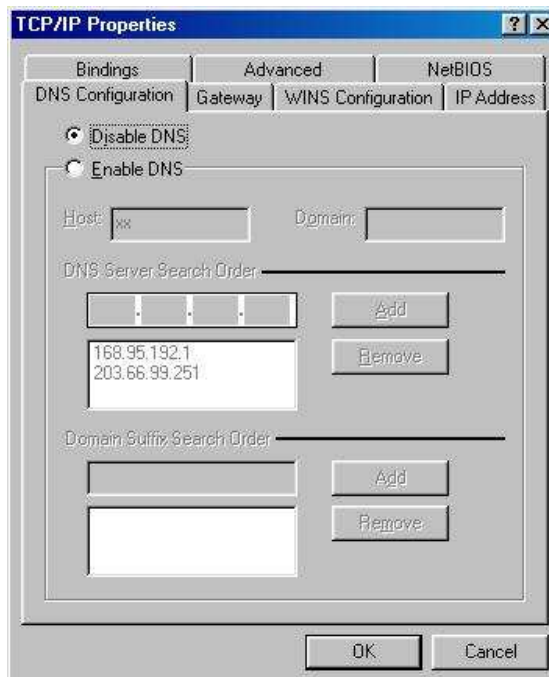 TCP/IP Properties
Bindings
Advanced
NetBIOS
DNS Configuration
Gateway
WINS Configuration
IP Address
Disable DNS
Enable DNS
Host:
xx
Domain:
DNS Server Search Order
Add
168.95.192.1
203.66.99.251
Remove
Domain Suffix Search Order
Add
Remove
OK
Cancel